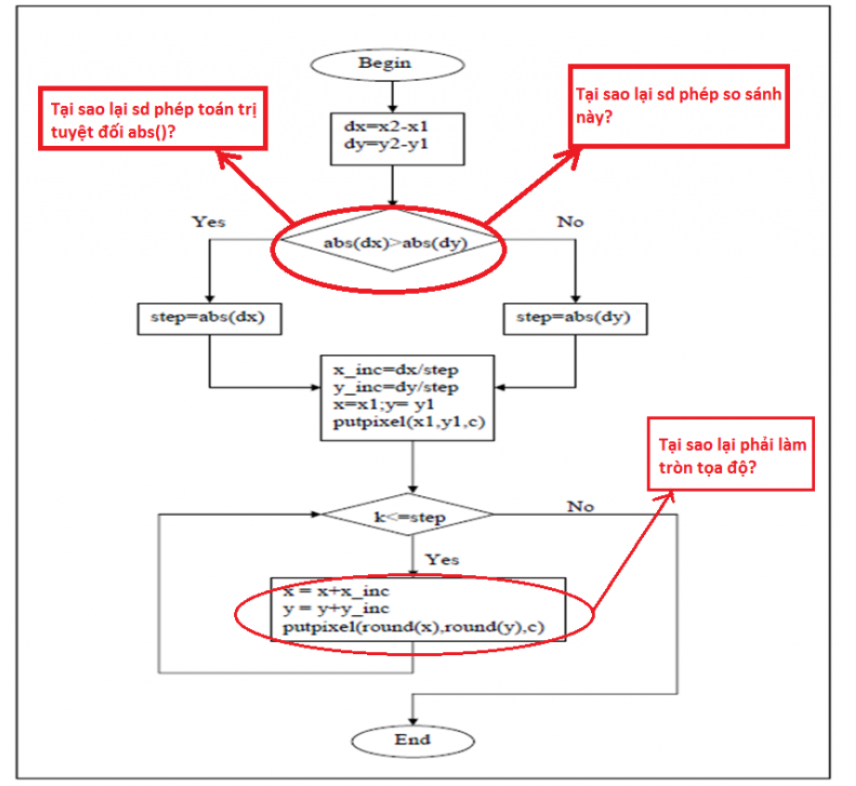 Begin
Tại sao lại sd phép toán trị
tuyệt đối abs()?
Tại sao lại sd phép so sánh
này?
dx=x2-x1
dy=y2-y1
Yes
No
abs(dx)>abs(dy)
step=abs(dx)
step=abs(dy)
x_inc=dx/step
y_inc=dy/step
x=x1;y= y1
putpixel(x1,y1,c)
Tại sao lại phải làm
tròn tọa độ?
k<=step
No
Yes
x = x+x_inc
y = y+y_inc
putpixel(round(x),round(y),c)
End